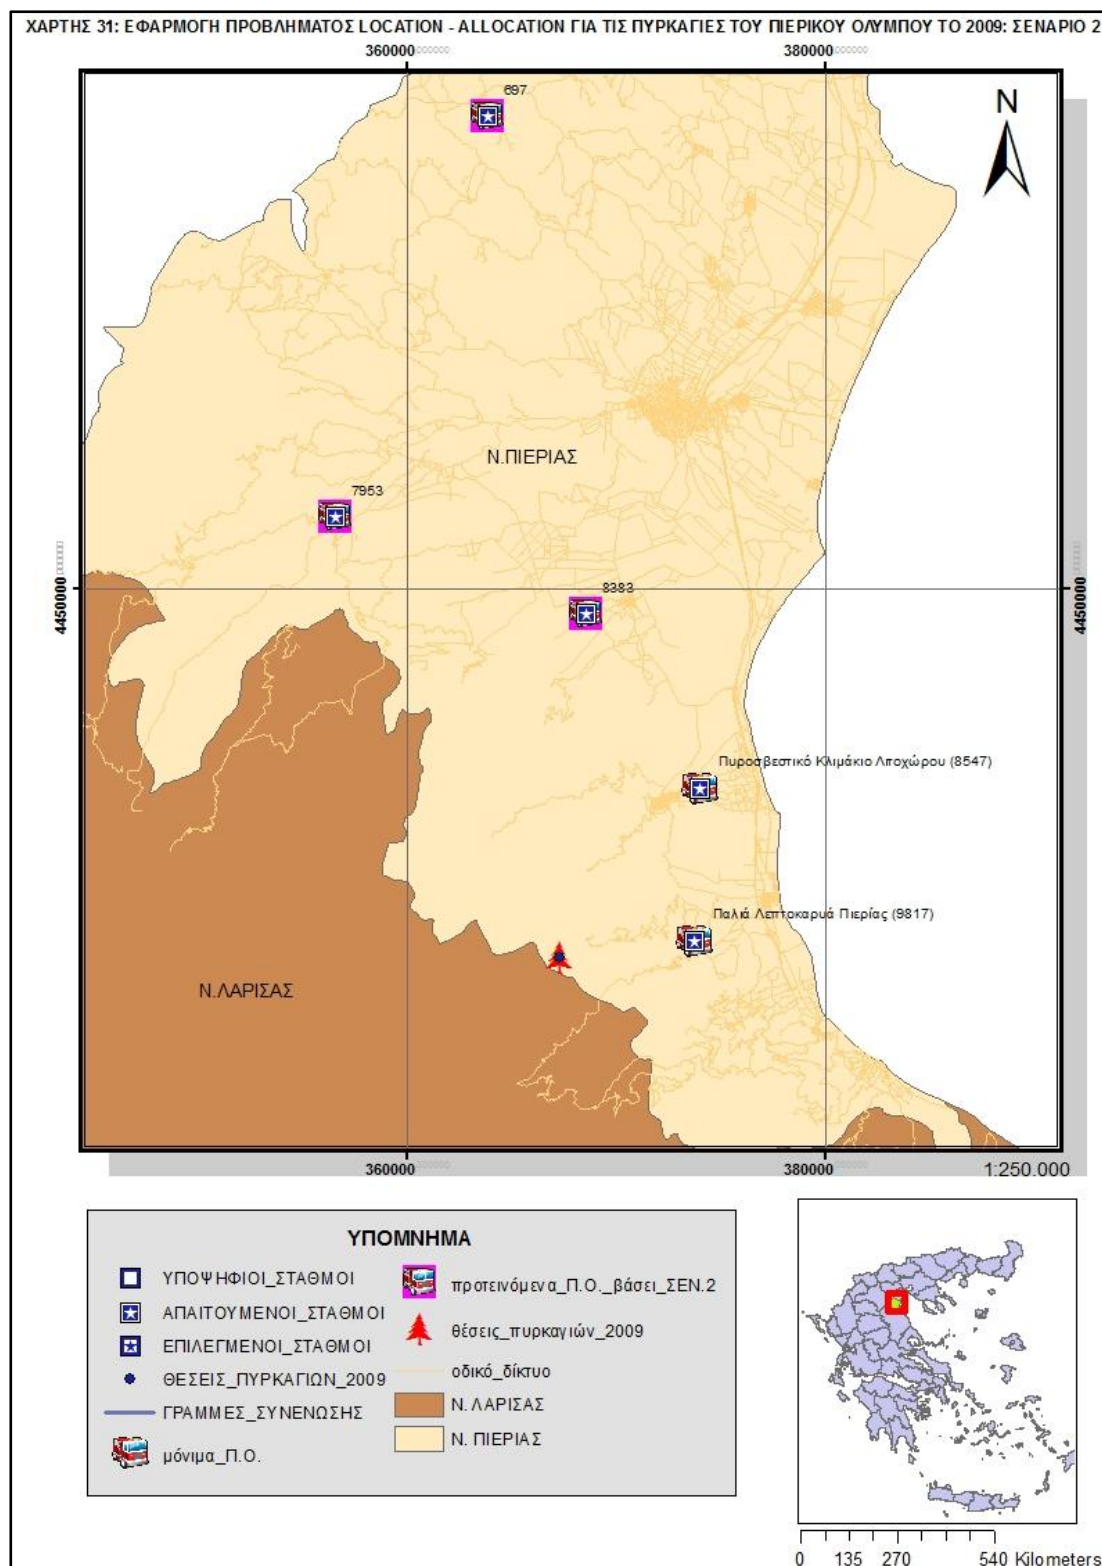 ΧΑΡΤΗΣ 31: ΕΦΑΡΜΟΓΗ ΠΡΟΒΛΗΜΑΤΟΣ LOCATION - ALLOCATION ΓΙΑ ΤΙΣ ΠΥΡΚΑΓΙΕΣ ΤΟΥ ΠΙΕΡΙΚΟΥ ΟΛΥΜΠΟΥ ΤΟ 2009: ΣΕΝΑΡΙΟ 2
360000
380000
697
N
Ν.ΠΙΕΡΙΑΣ
7953
4450000
4450000
8383
Πυροσβεστικό Κλιμάκιο Λιτοχώρου (8547)
Παλιά Λεπτοκαρυά Πιερίας (9817)
Ν.ΛΑΡΙΣΑΣ
360000
380000
1:250.000
ΥΠΟΜΝΗΜΑ
ΥΠΟΨΗΦΙΟΙ_ΣΤΑΘΜΟΙ
ΑΠΑΙΤΟΥΜΕΝΟΙ_ΣΤΑΘΜΟΙ
ΕΠΙΛΕΓΜΕΝΟΙ_ΣΤΑΘΜΟΙ
ΘΕΣΕΙΣ_ΠΥΡΚΑΓΙΩΝ_2009
ΓΡΑΜΜΕΣ_ΣΥΝΕΝΩΣΗΣ
μόνιμα_Π.Ο.
προτεινόμενα_Π.Ο._βάσει_ΣΕΝ.2
θέσεις_πυρκαγιών_2009
οδικό_δίκτυο
Ν. ΛΑΡΙΣΑΣ
Ν. ΠΙΕΡΙΑΣ
0 135 270 540 Kilometers